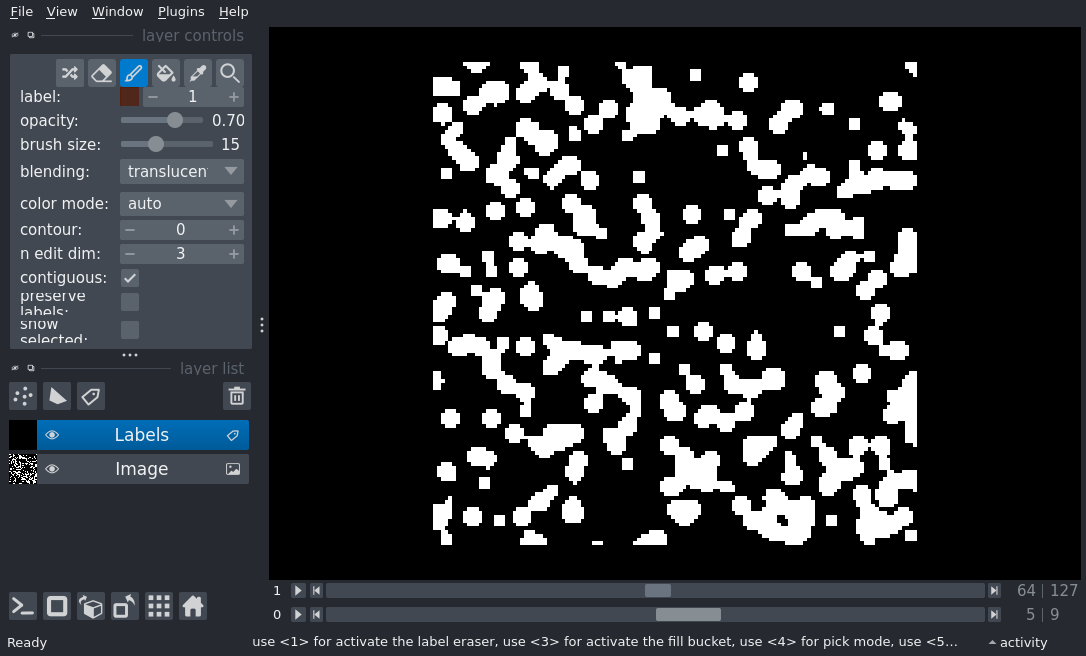 File View Window Plugins Help
layer controls
label: 1
opacity: 0.70
brush size: 15
blending: translucen
color mode: auto
contour: 0
n edit dim: 3
contiguous:
preserve
labels:
show
selected:
layer list
Labels
Image
1 64 | 127
0 5 | 9
Ready use <1> for activate the label eraser, use <3> for activate the fill bucket, use <4> for pick mode, use <5... activity